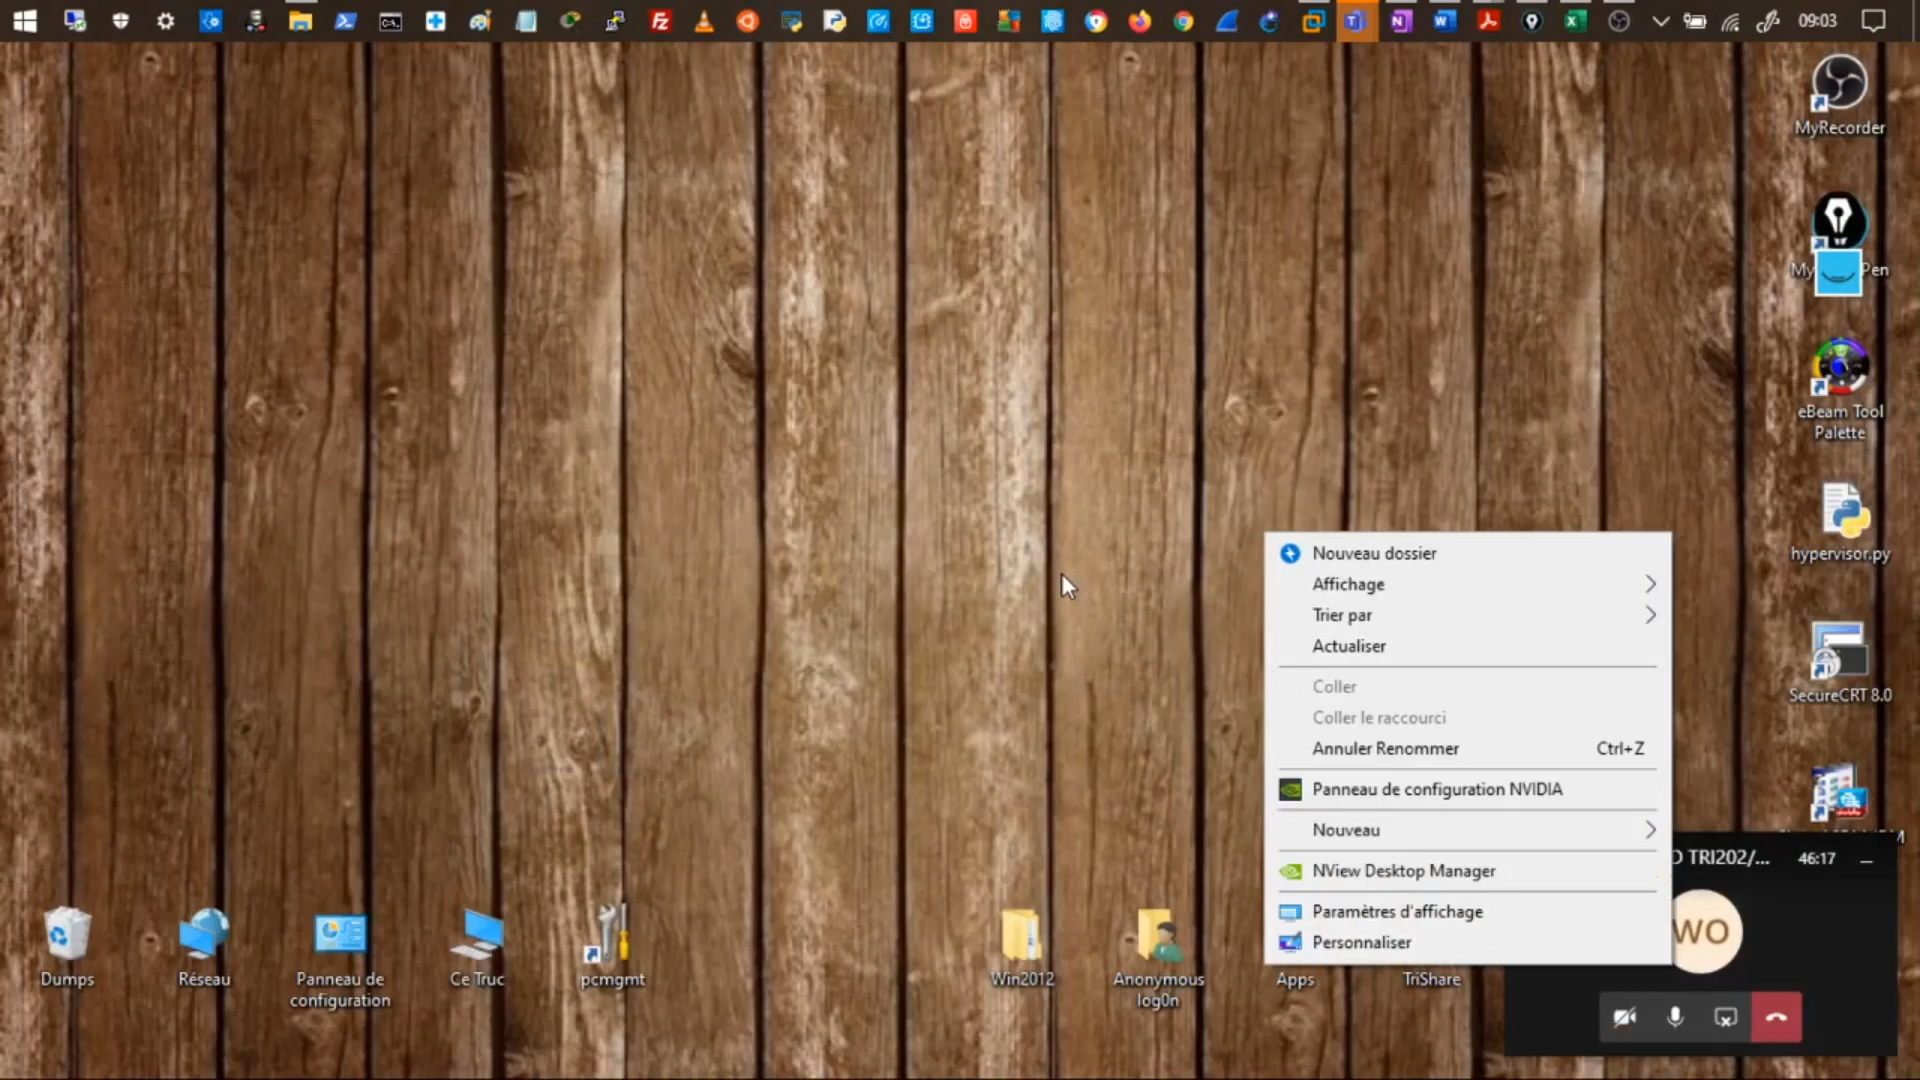 09:03
MyRecorder
My
Pen
eBeam Tool
Palette
hypervisor.py
SecureCRT 8.0
Nouveau dossier
Affichage
Trier par
Actualiser
Coller
Coller le raccourci
Annuler Renommer Ctrl+Z
Panneau de configuration NVIDIA
Nouveau
NView Desktop Manager
Paramètres d'affichage
Personnaliser
TRI202/... 46:17
WO
Dumps
Réseau
Panneau de
configuration
Ce Truc
pcmgmt
Win2012
Anonymous
log0n
Apps
TriShare